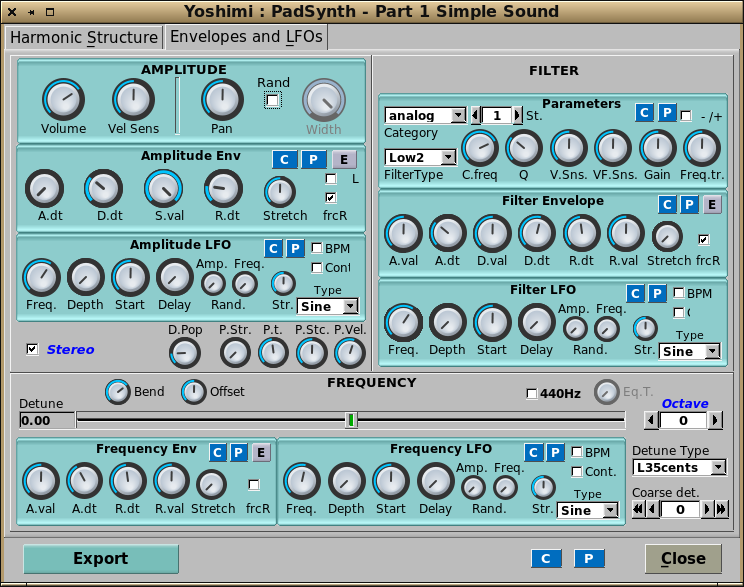 Yoshimi : PadSynth - Part 1 Simple Sound
Harmonic Structure Envelopes and LFOs
AMPLITUDE
Rand
Volume Vel Sens Pan Width
Amplitude Env C P E
L
A.dt D.dt S.val R.dt Stretch frcR
Amplitude LFO C P BPM
Amp. Freq. Cont
Type
Freq. Depth Start Delay Rand. Str. Sine
D.Pop P.Str. P.t. P.Stc. P.Vel.
Stereo
FILTER
Parameters C P - /+
analog 1 St.
Category
Low2
FilterType C.freq Q V.Sns. VF.Sns. Gain Freq.tr.
Filter Envelope C P E
A.val A.dt D.val D.dt R.dt R.val Stretch frcR
Filter LFO C P BPM
Amp. Freq. C
Type
Freq. Depth Start Delay Rand. Str. Sine
FREQUENCY
Bend Offset 440Hz Eq.T.
Detune
0.00
Octave
0
Frequency Env C P E
A.val A.dt R.dt R.val Stretch frcR
Frequency LFO C P BPM
Amp. Freq. Cont.
Type
Freq. Depth Start Delay Rand. Str. Sine
Detune Type
L35cents
Coarse det.
0
Export C P Close